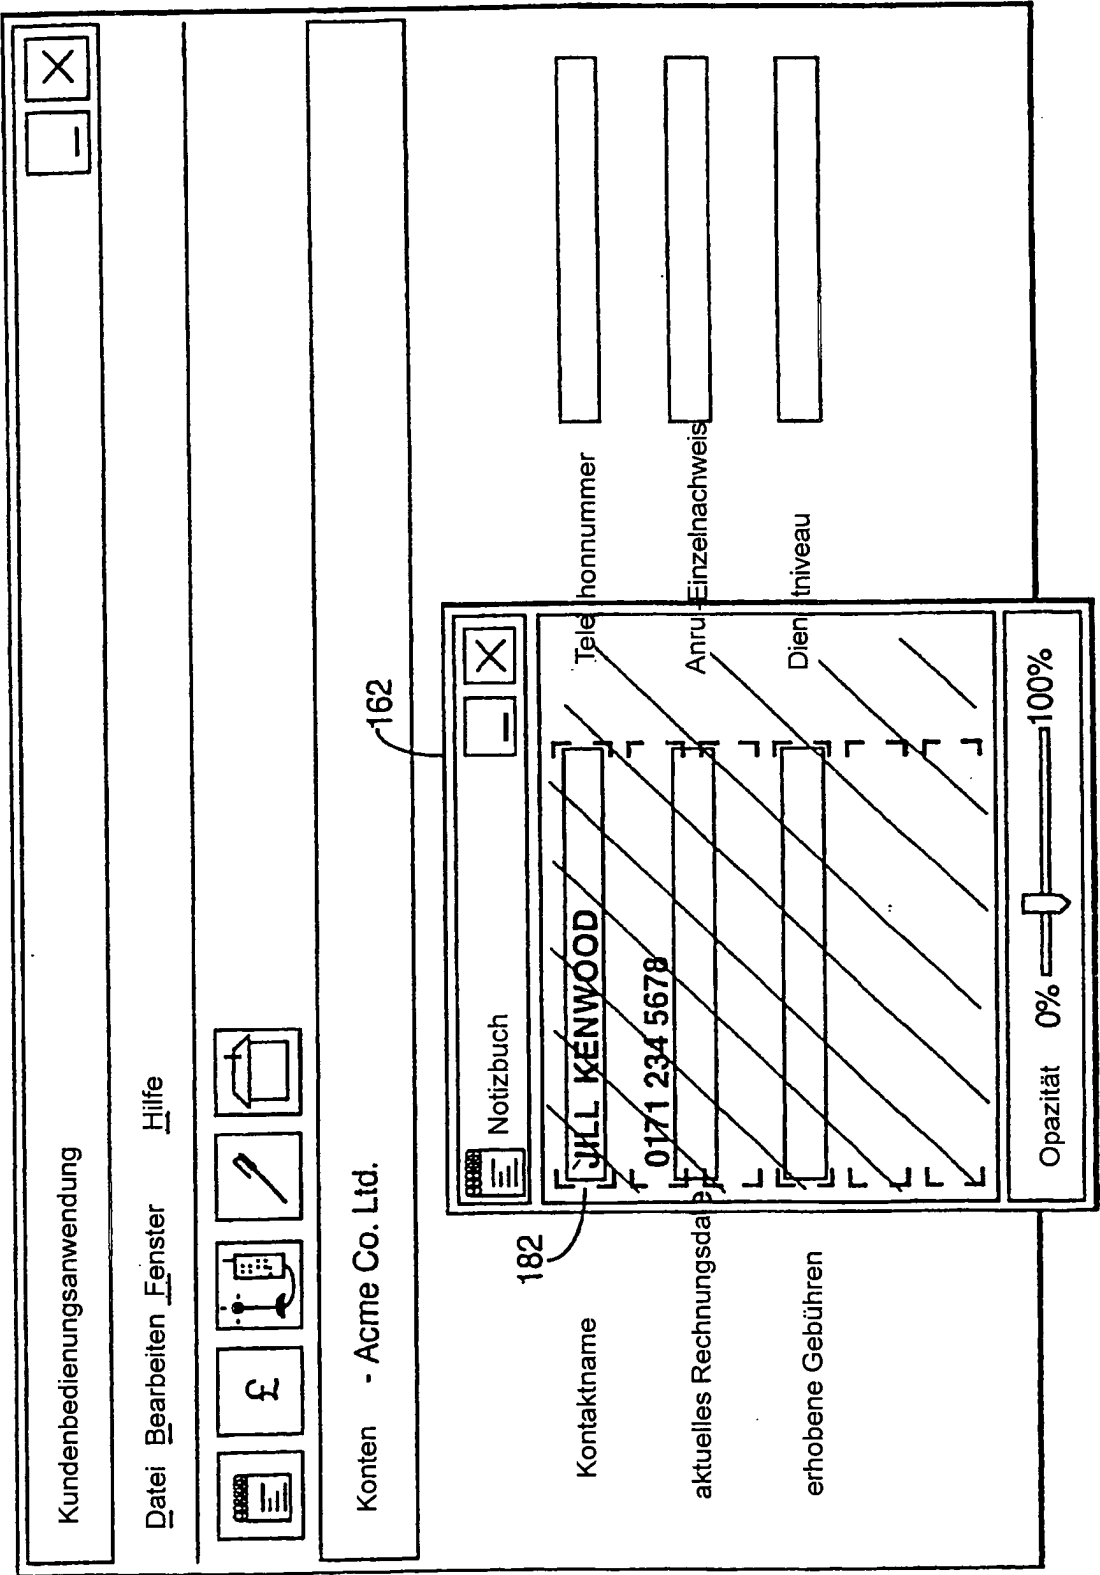 Kundenbedienungsanwendung
Datei Bearbeiten Fenster Hilfe
£
Konten - Acme Co. Ltd.
162
Notizbuch
182
Kontaktname
JILL KENWOOD
Tele honnummer
0171 234 5678
aktuelles Rechnungsda e
Anru -Einzelnachweis
erhobene Gebühren
Dien tniveau
Opazität 0% 100%